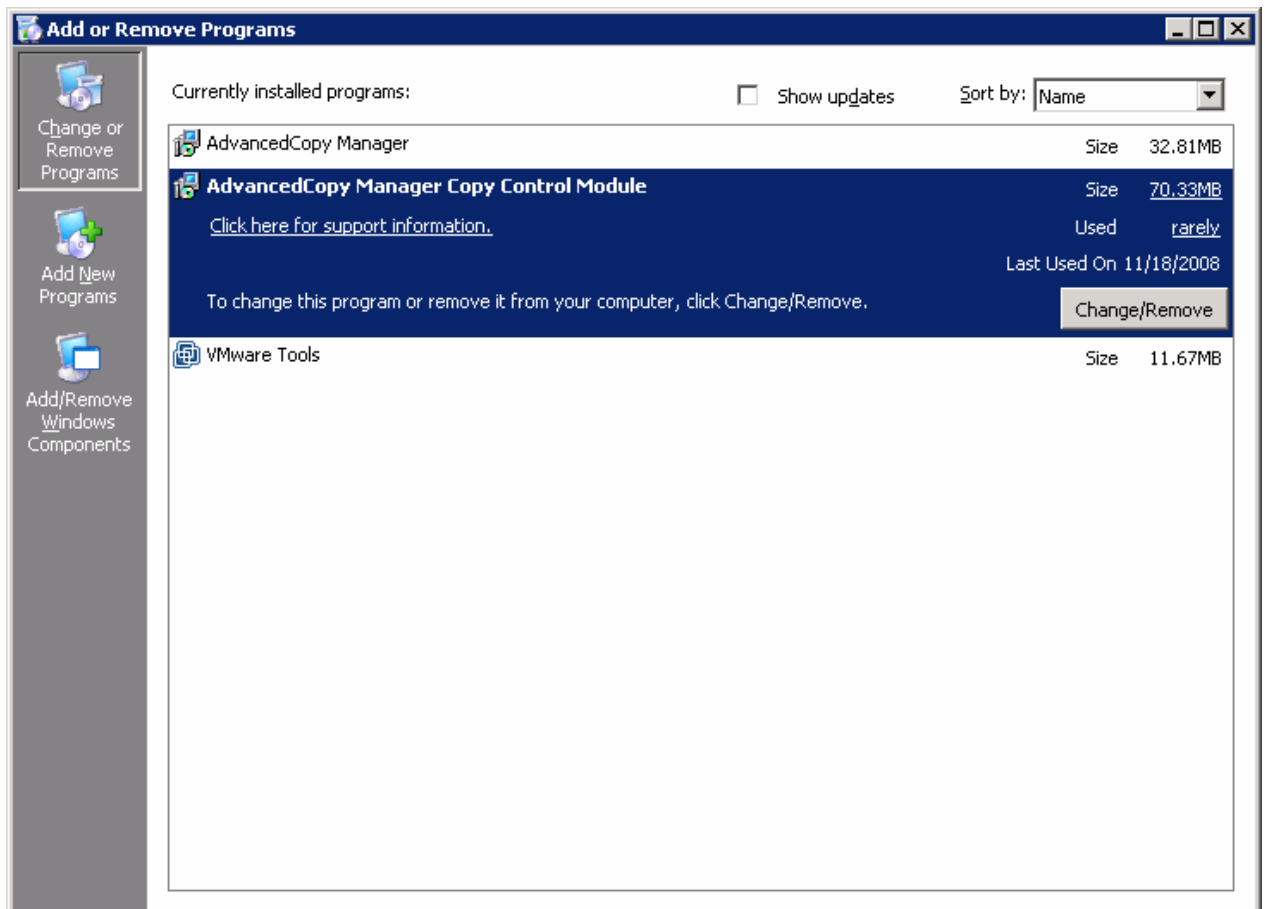 Add or Remove Programs
Change or
Remove
Programs
Add New
Programs
Add/Remove
Windows
Components
Currently installed programs:
Show updates
Sort by: Name
AdvancedCopy Manager Size 32.81MB
AdvancedCopy Manager Copy Control Module Size 70.33MB
Click here for support information. Used rarely
Last Used On 11/18/2008
To change this program or remove it from your computer, click Change/Remove. Change/Remove
VMware Tools Size 11.67MB